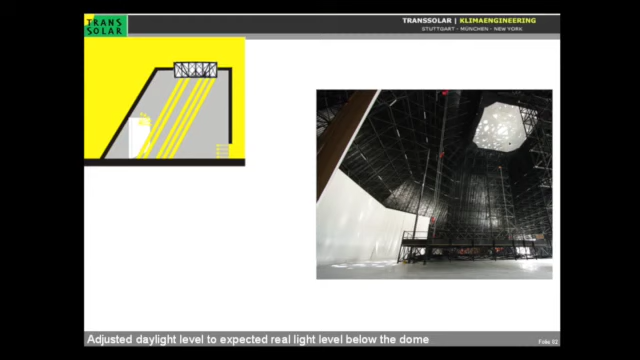 TRANS
SOLAR
TRANSSOLAR | KLIMAENGINEERING
STUTTGART - MÜNCHEN - NEW YORK
Adjusted daylight level to expected real light level below the dome